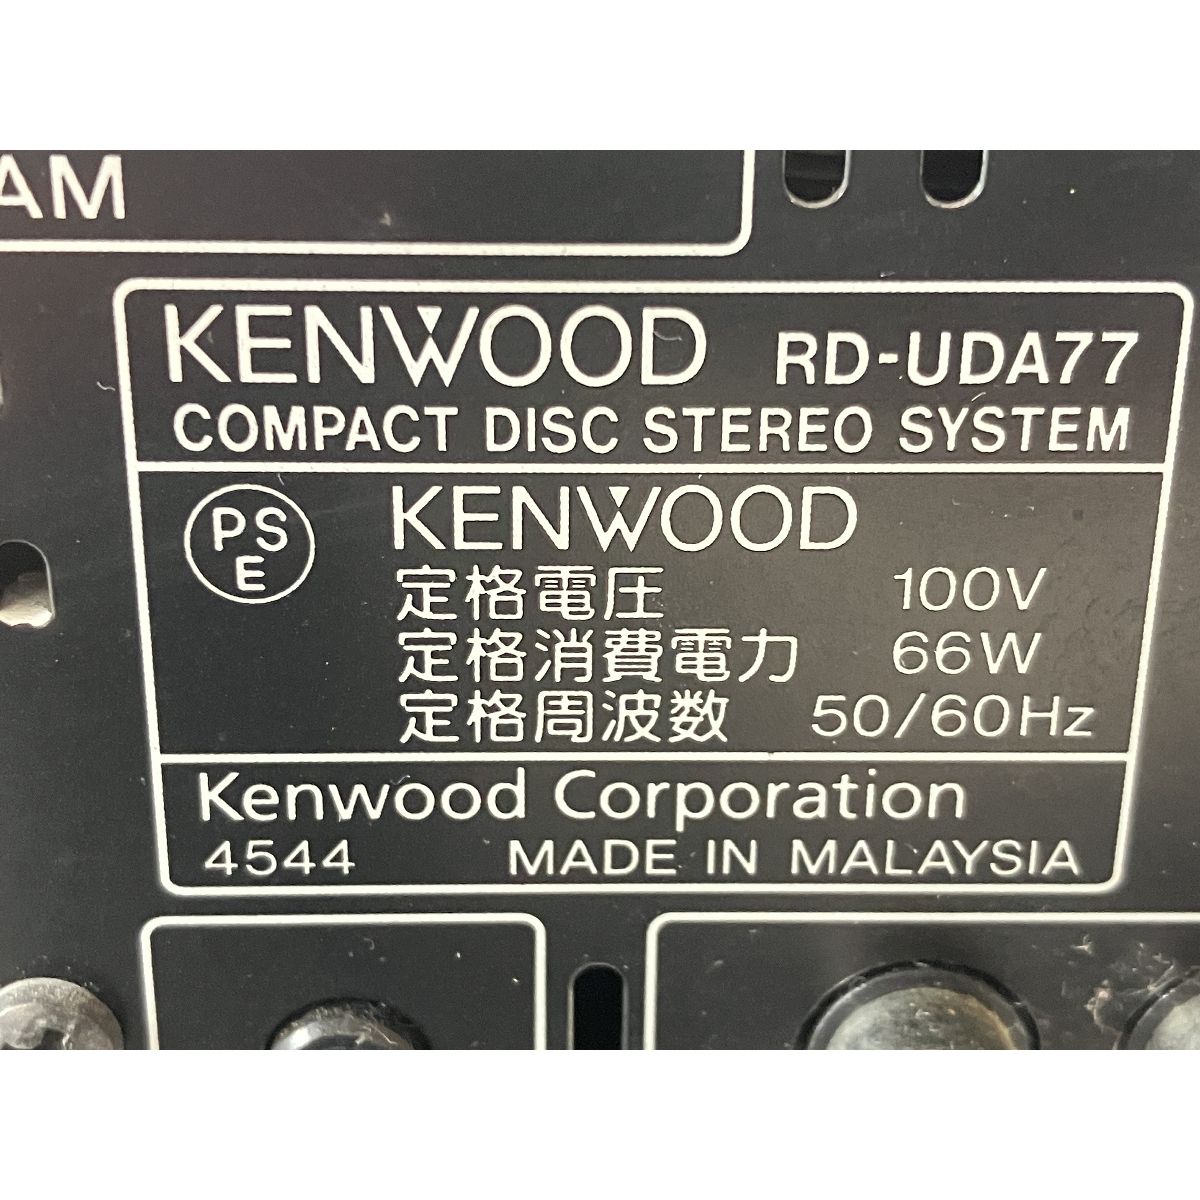 AM
KENWOOD RD-UDA77
COMPACT DISC STEREO SYSTEM
PS
E
KENWOOD
定格電圧 100V
定格消費電力 66W
定格周波数 50/60Hz
Kenwood Corporation
4544 MADE IN MALAYSIA